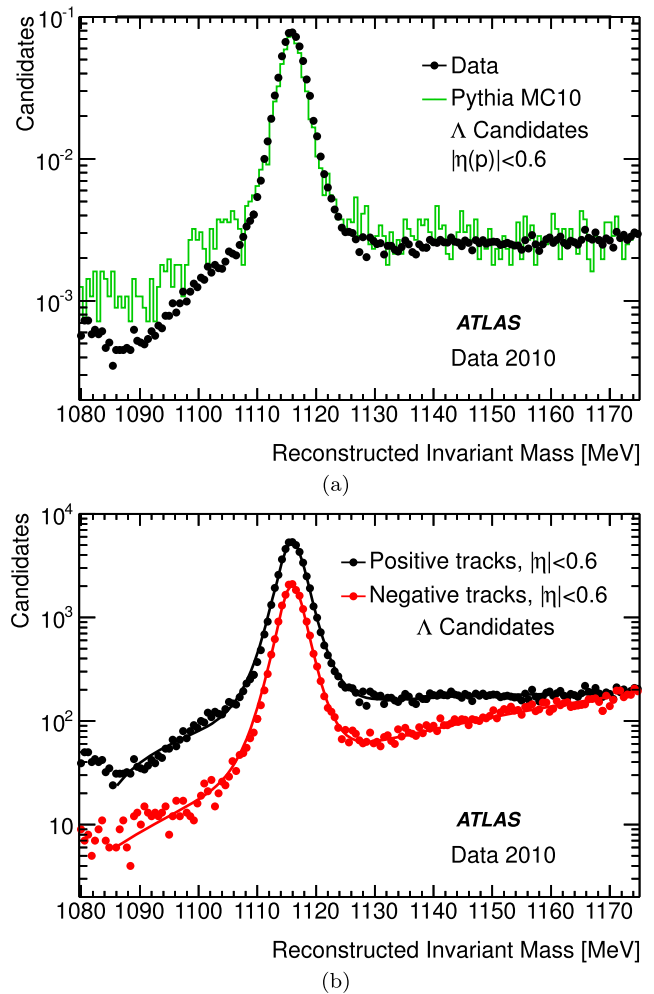 Candidates
10^-1
10^-2
10^-3
Data
Pythia MC10
Λ Candidates
|η(p)|<0.6
ATLAS
Data 2010
1080 1090 1100 1110 1120 1130 1140 1150 1160 1170
Reconstructed Invariant Mass [MeV]
(a)
Candidates
10^4
10^3
10^2
10
Positive tracks, |η|<0.6
Negative tracks, |η|<0.6
Λ Candidates
ATLAS
Data 2010
1080 1090 1100 1110 1120 1130 1140 1150 1160 1170
Reconstructed Invariant Mass [MeV]
(b)